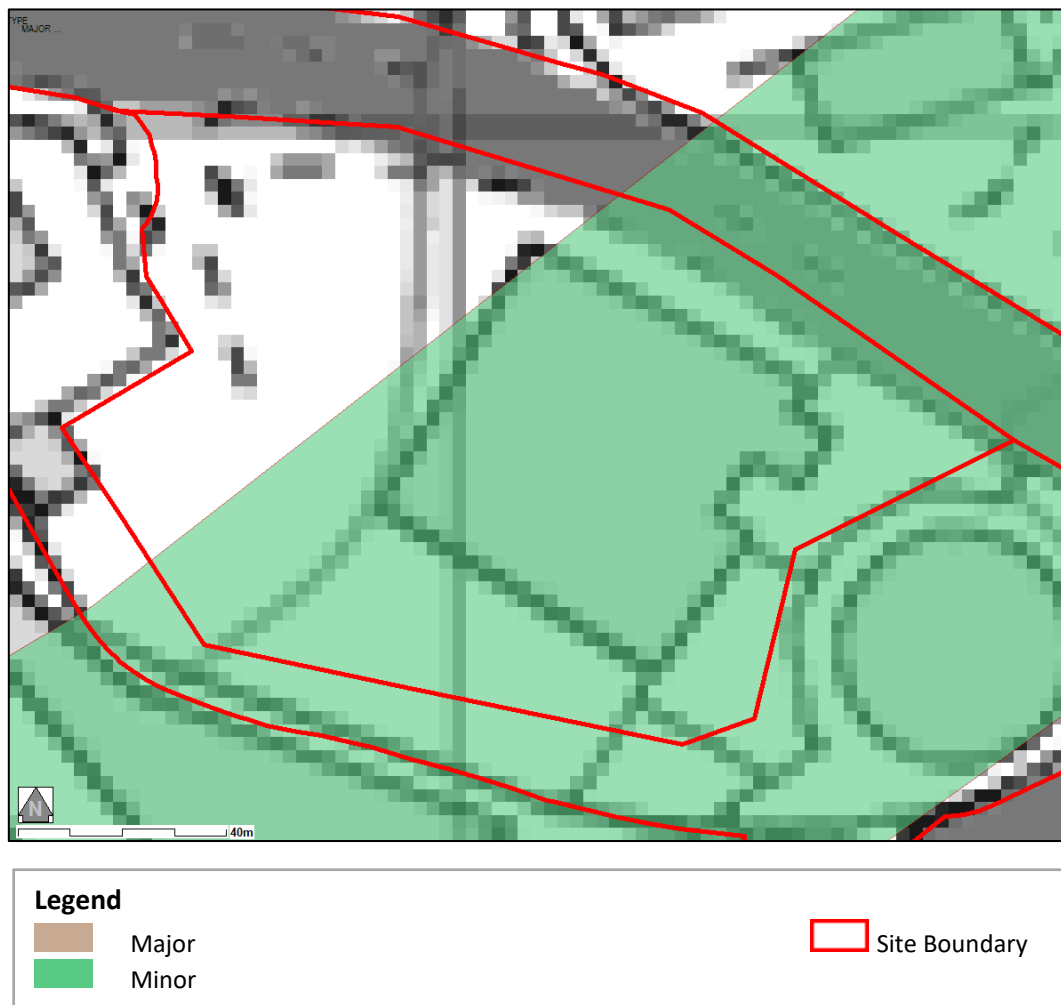 TYPE
MAJOR ...
N
40m
Legend
Major
Site Boundary
Minor